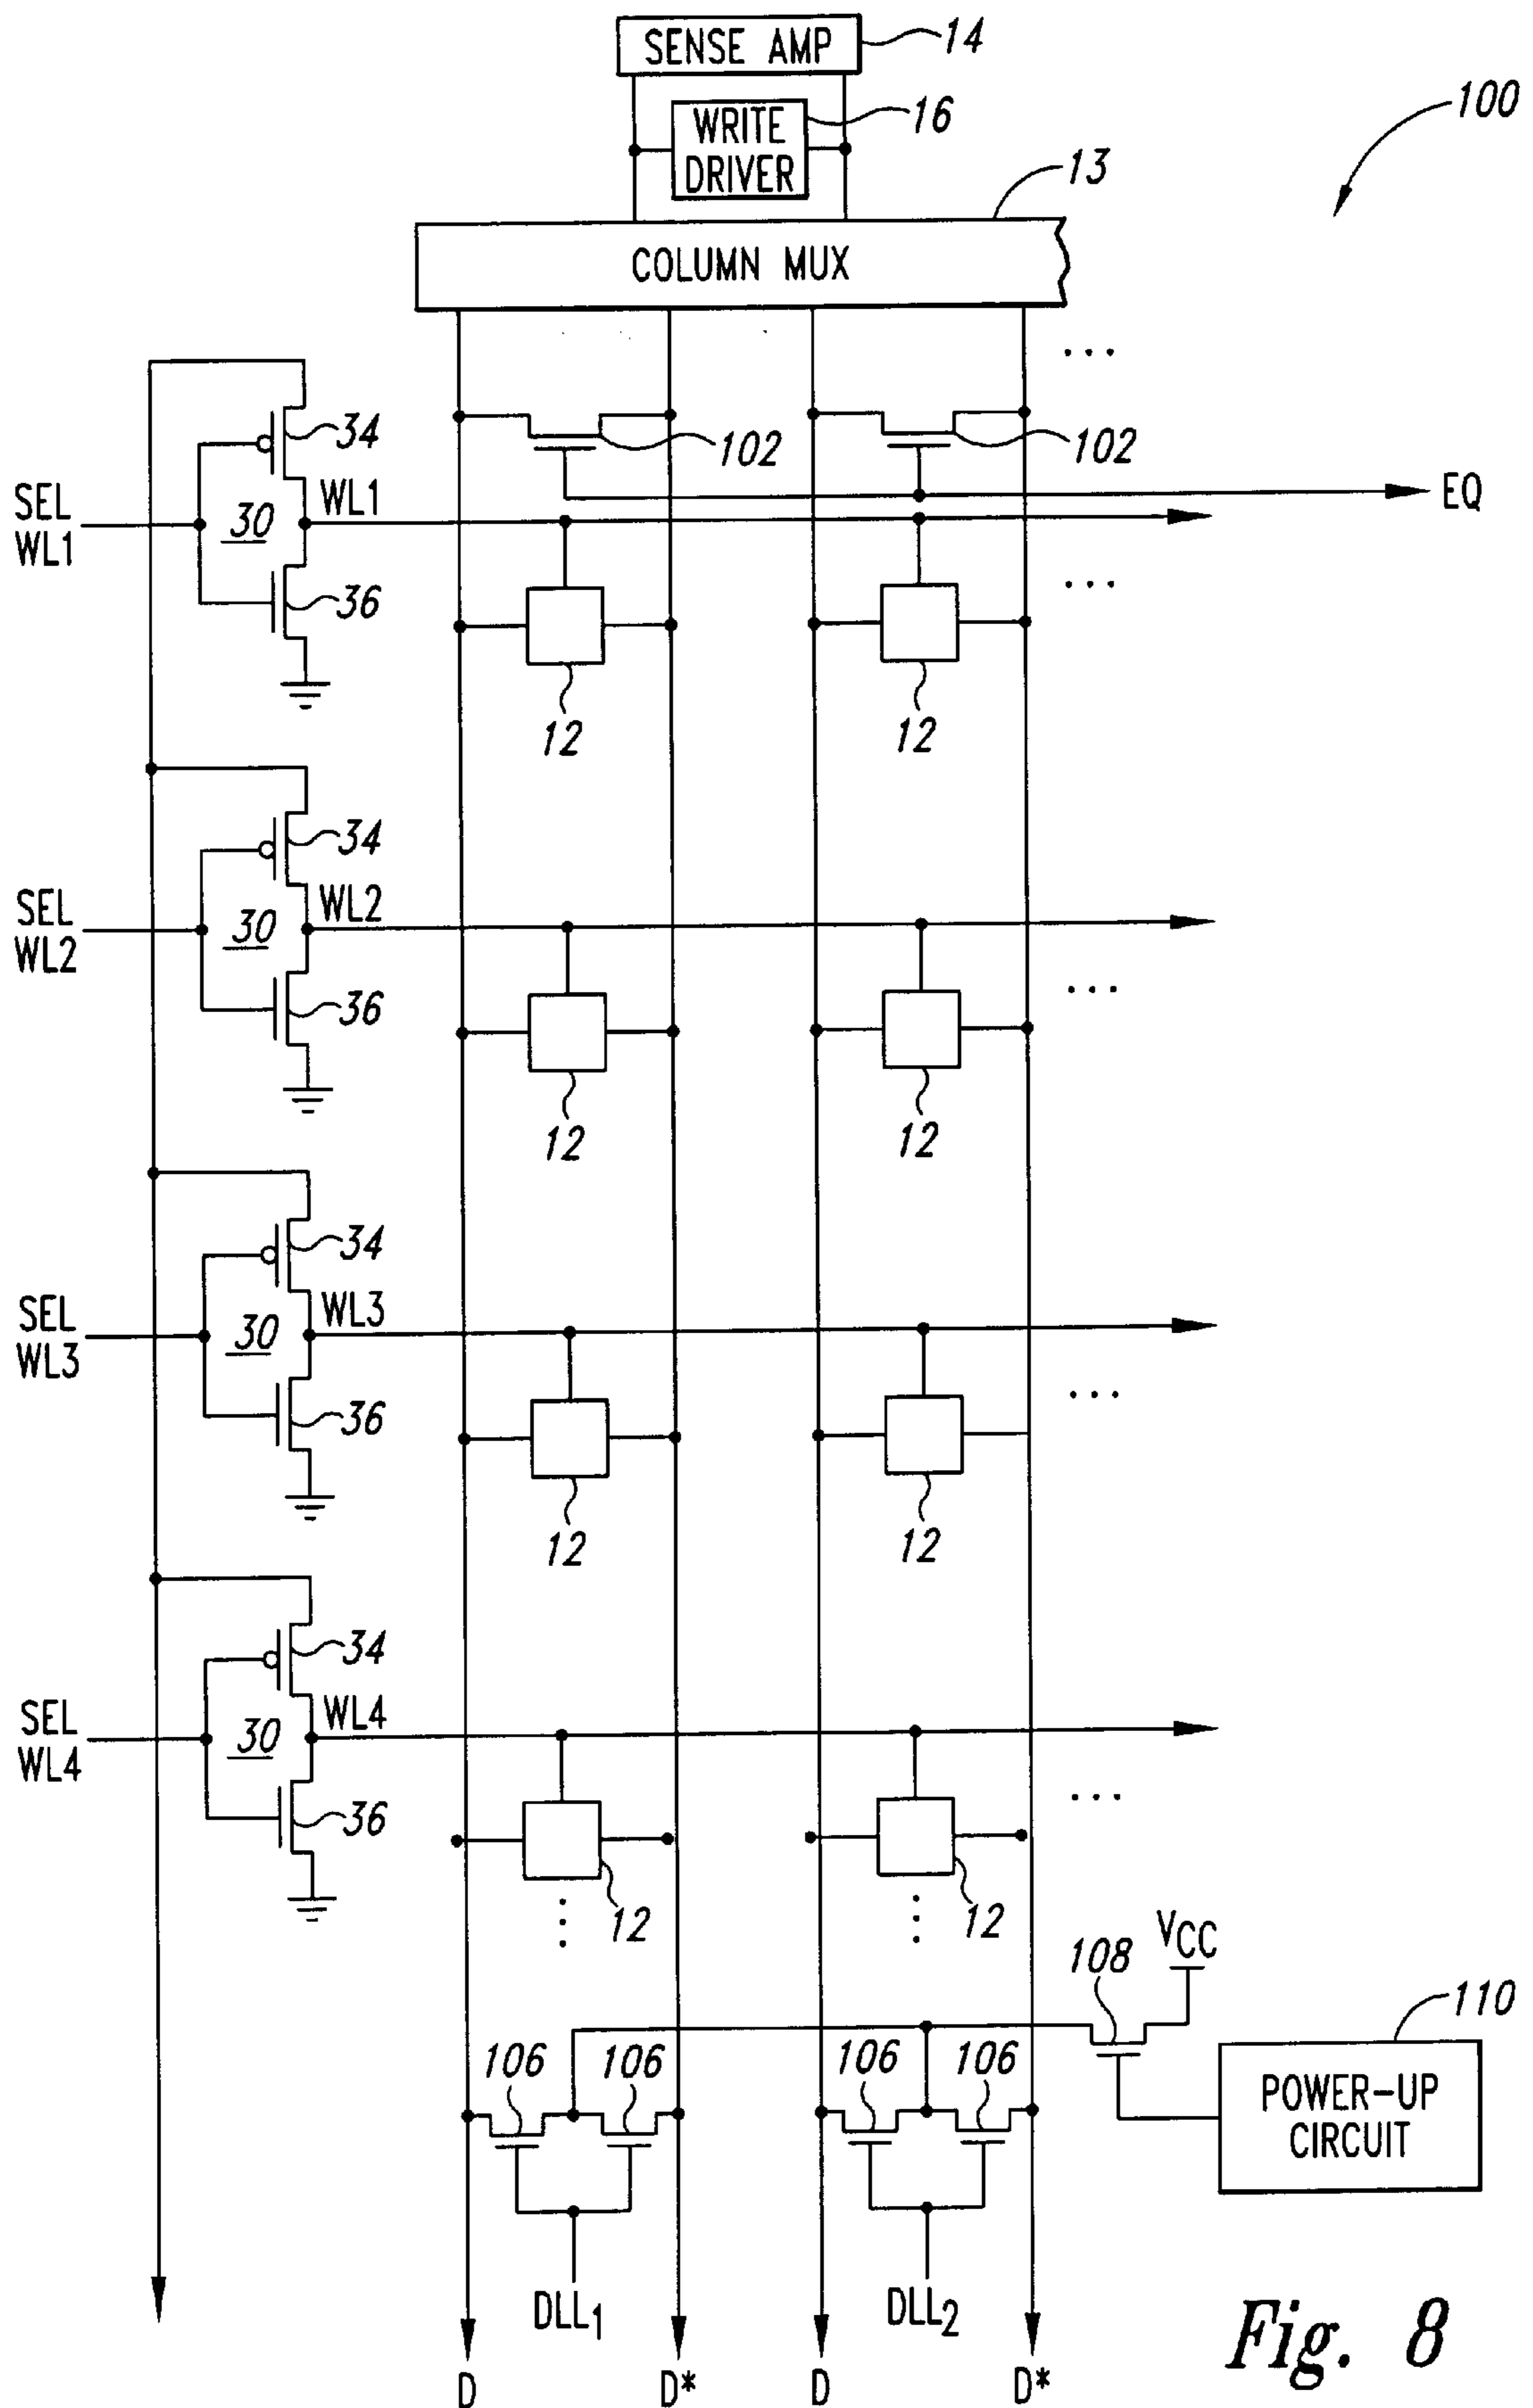 SENSE AMP
14
WRITE
DRIVER
16
100
13
COLUMN MUX
...
34
102
102
SEL
WL1
30
WL1
EQ
36
...
12
12
34
SEL
WL2
30
WL2
36
...
12
12
34
SEL
WL3
30
WL3
36
...
12
12
34
SEL
WL4
30
WL4
36
...
12
12
VCC
108
110
106
106
106
106
POWER-UP
CIRCUIT
DLL1
DLL2
D
D*
D
D*
Fig. 8